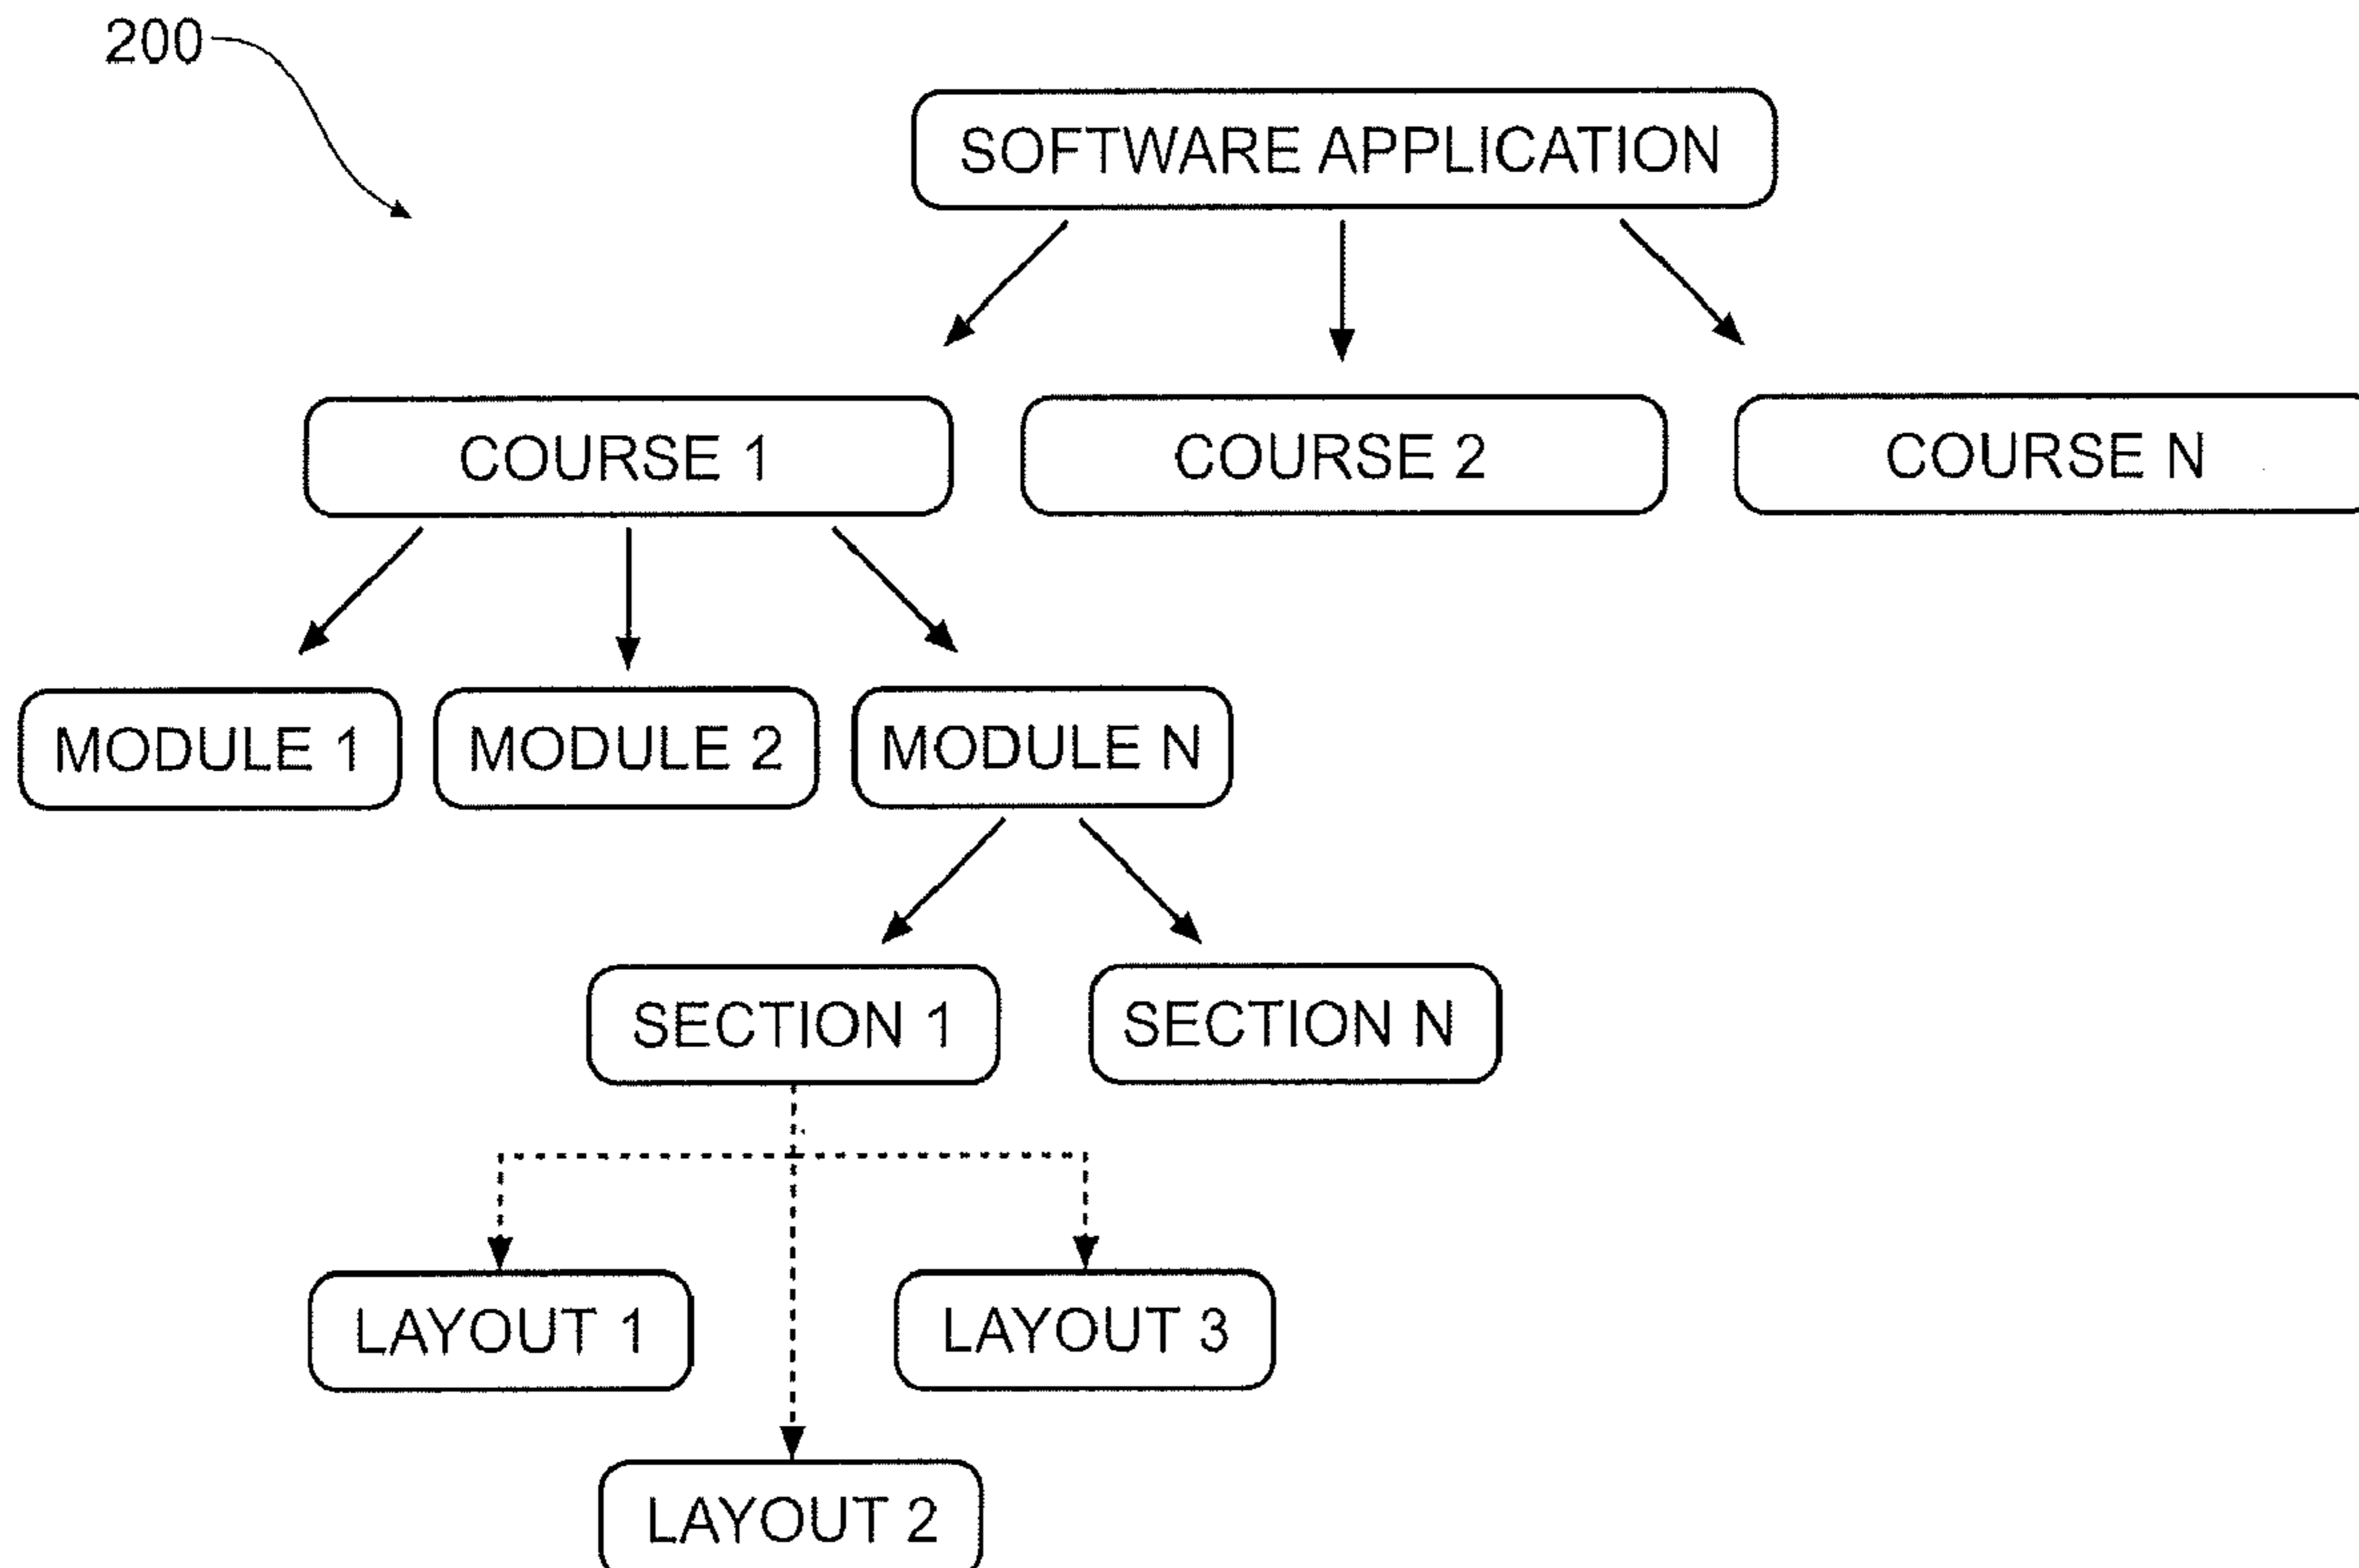 200
SOFTWARE APPLICATION
COURSE 1
COURSE 2
COURSE N
MODULE 1
MODULE 2
MODULE N
SECTION 1
SECTION N
LAYOUT 1
LAYOUT 3
LAYOUT 2